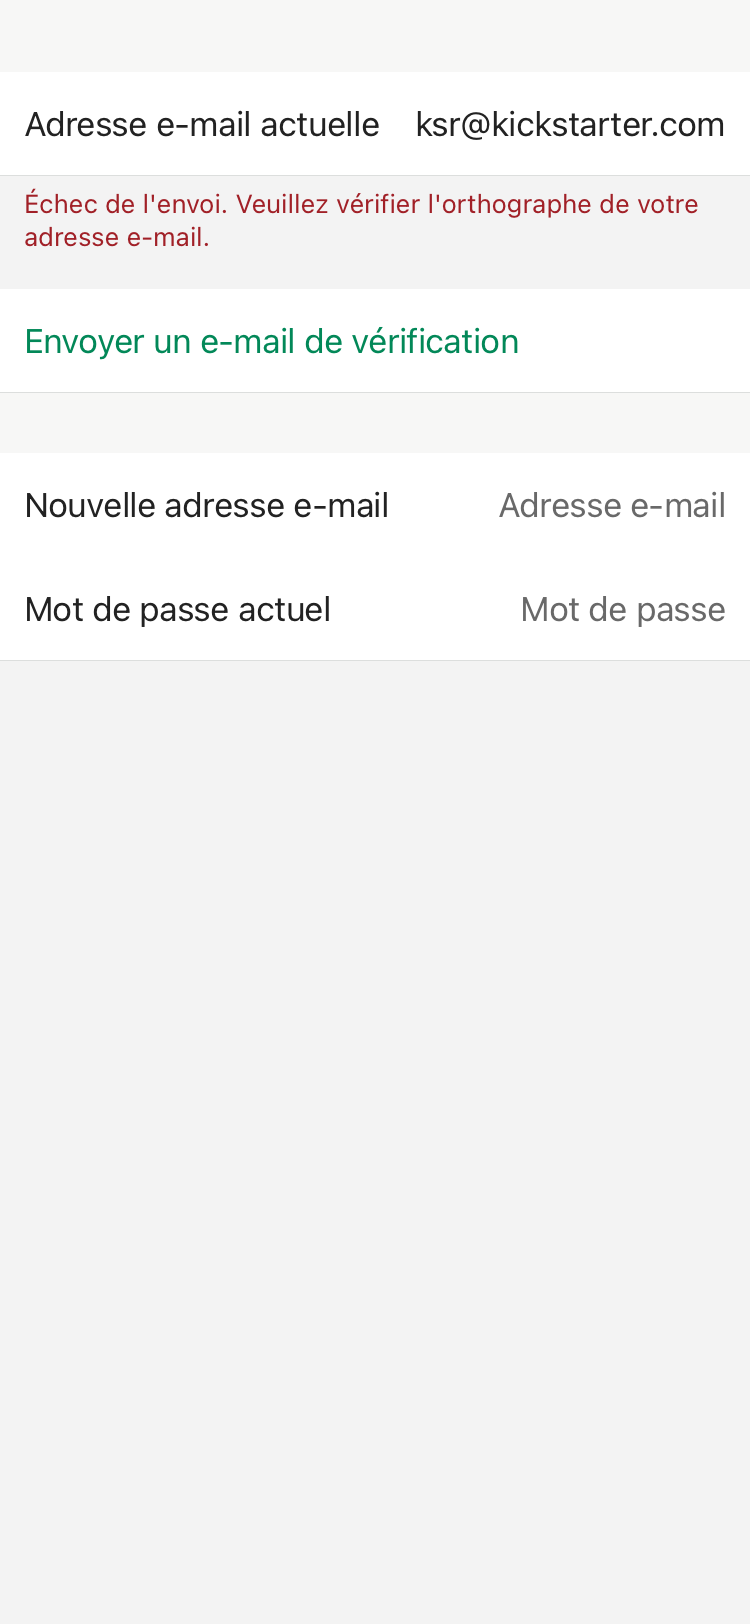 Adresse e-mail actuelle ksr@kickstarter.com
Échec de l'envoi. Veuillez vérifier l'orthographe de votre
adresse e-mail.
Envoyer un e-mail de vérification
Nouvelle adresse e-mail Adresse e-mail
Mot de passe actuel Mot de passe